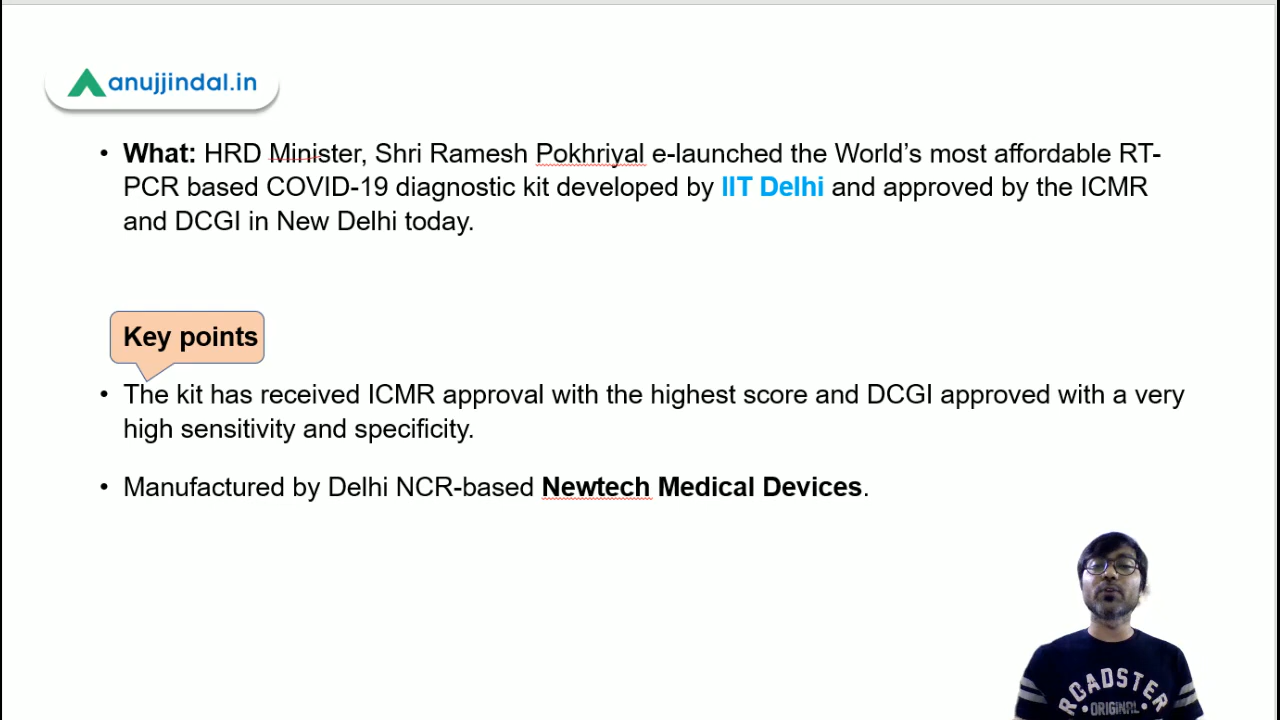 anujjindal.in
• What: HRD Minister, Shri Ramesh Pokhriyal e-launched the World’s most affordable RT-
PCR based COVID-19 diagnostic kit developed by IIT Delhi and approved by the ICMR
and DCGI in New Delhi today.
Key points
• The kit has received ICMR approval with the highest score and DCGI approved with a very
high sensitivity and specificity.
• Manufactured by Delhi NCR-based Newtech Medical Devices.
ROADSTER
• ORIGINAL •